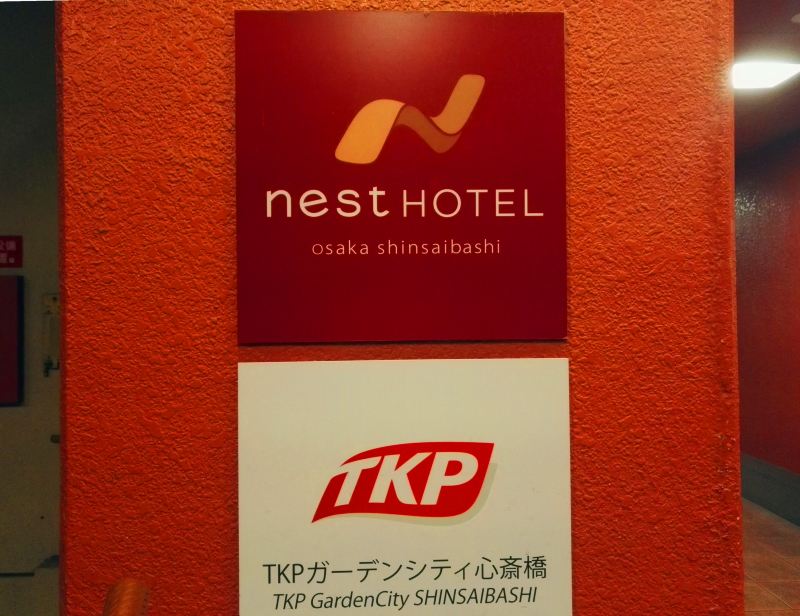 nest HOTEL
osaka shinsaibashi
TKP
TKPガーデンシティ心斎橋
TKP GardenCity SHINSAIBASHI